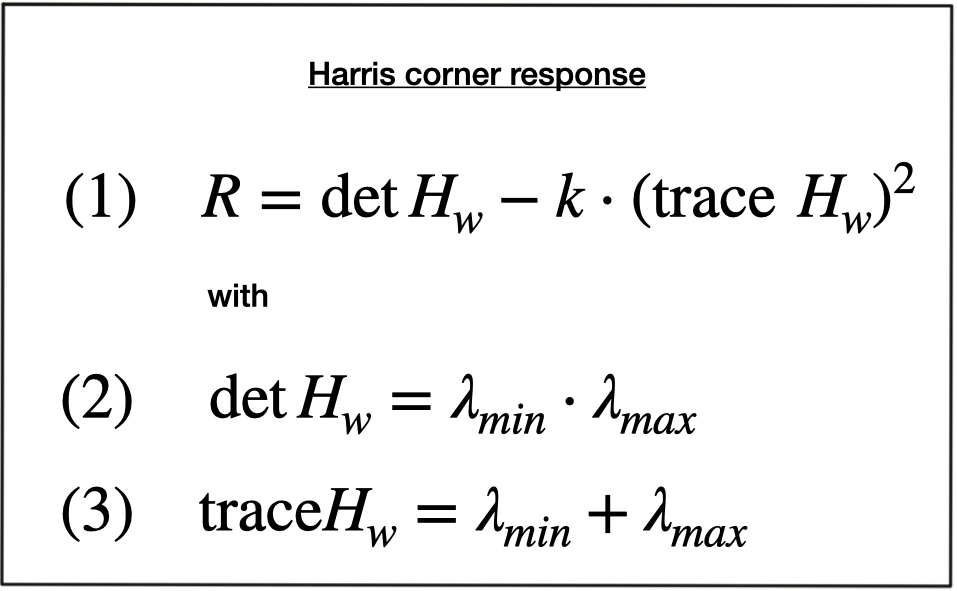 Harris corner response
(1) R = det H_w − k · (trace H_w)²
with
(2) det H_w = λ_min · λ_max
(3) traceH_w = λ_min + λ_max